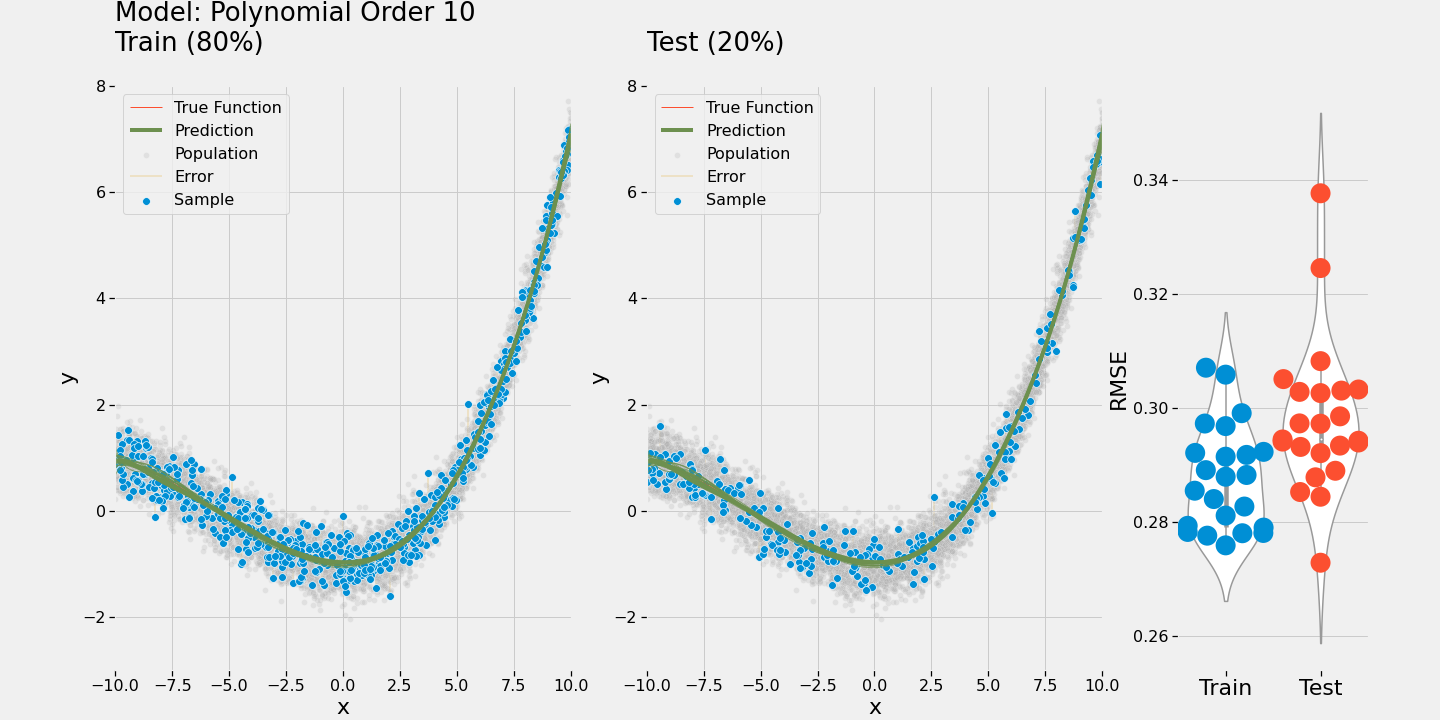 Model: Polynomial Order 10
Train (80%)
Test (20%)
8
6
4
2
0
−2
y
True Function
Prediction
Population
Error
Sample
−10.0 −7.5 −5.0 −2.5 0.0 2.5 5.0 7.5 10.0
x
8
6
4
2
0
−2
y
True Function
Prediction
Population
Error
Sample
−10.0 −7.5 −5.0 −2.5 0.0 2.5 5.0 7.5 10.0
x
0.34
0.32
0.30
0.28
0.26
RMSE
Train Test